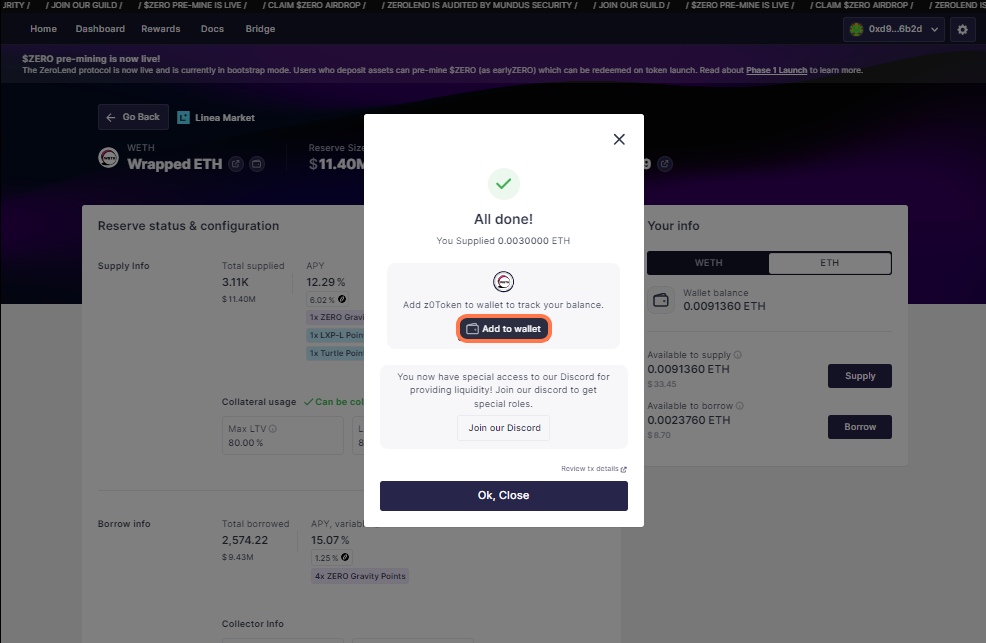 JRITY / / JOIN OUR GUILD / / $ZERO PRE-MINE IS LIVE / / CLAIM $ZERO AIRDROP / / ZEROLEND IS AUDITED BY MUNDUS SECURITY / / JOIN OUR GUILD / / $ZERO PRE-MINE IS LIVE / / CLAIM $ZERO AIRDROP / / ZEROLEND IS
Home Dashboard Rewards Docs Bridge 0xd9...6b2d
$ZERO pre-mining is now live!
The ZeroLend protocol is now live and is currently in bootstrap mode. Users who deposit assets can pre-mine $ZERO (as earlyZERO) which can be redeemed on token launch. Read about Phase 1 Launch to learn more.
Go Back Linea Market
WETH
Wrapped ETH
Reserve Size
$11.40M
9
Reserve status & configuration
Supply Info
Total supplied
3.11K
$ 11.40M
APY
12.29 %
6.02 %
1x ZERO Gravi
1x LXP-L Poin
1x Turtle Poin
Collateral usage Can be col
Max LTV
80.00 %
L
8
Borrow info
Total borrowed
2,574.22
$ 9.43M
APY, variab
15.07 %
1.25 %
4x ZERO Gravity Points
Collector Info
All done!
You Supplied 0.0030000 ETH
WETH
Add z0Token to wallet to track your balance.
Add to wallet
You now have special access to our Discord for
providing liquidity! Join our discord to get
special roles.
Join our Discord
Review tx details
Ok, Close
Your info
WETH ETH
Wallet balance
0.0091360 ETH
Available to supply
0.0091360 ETH
$ 33.45
Supply
Available to borrow
0.0023760 ETH
$ 8.70
Borrow